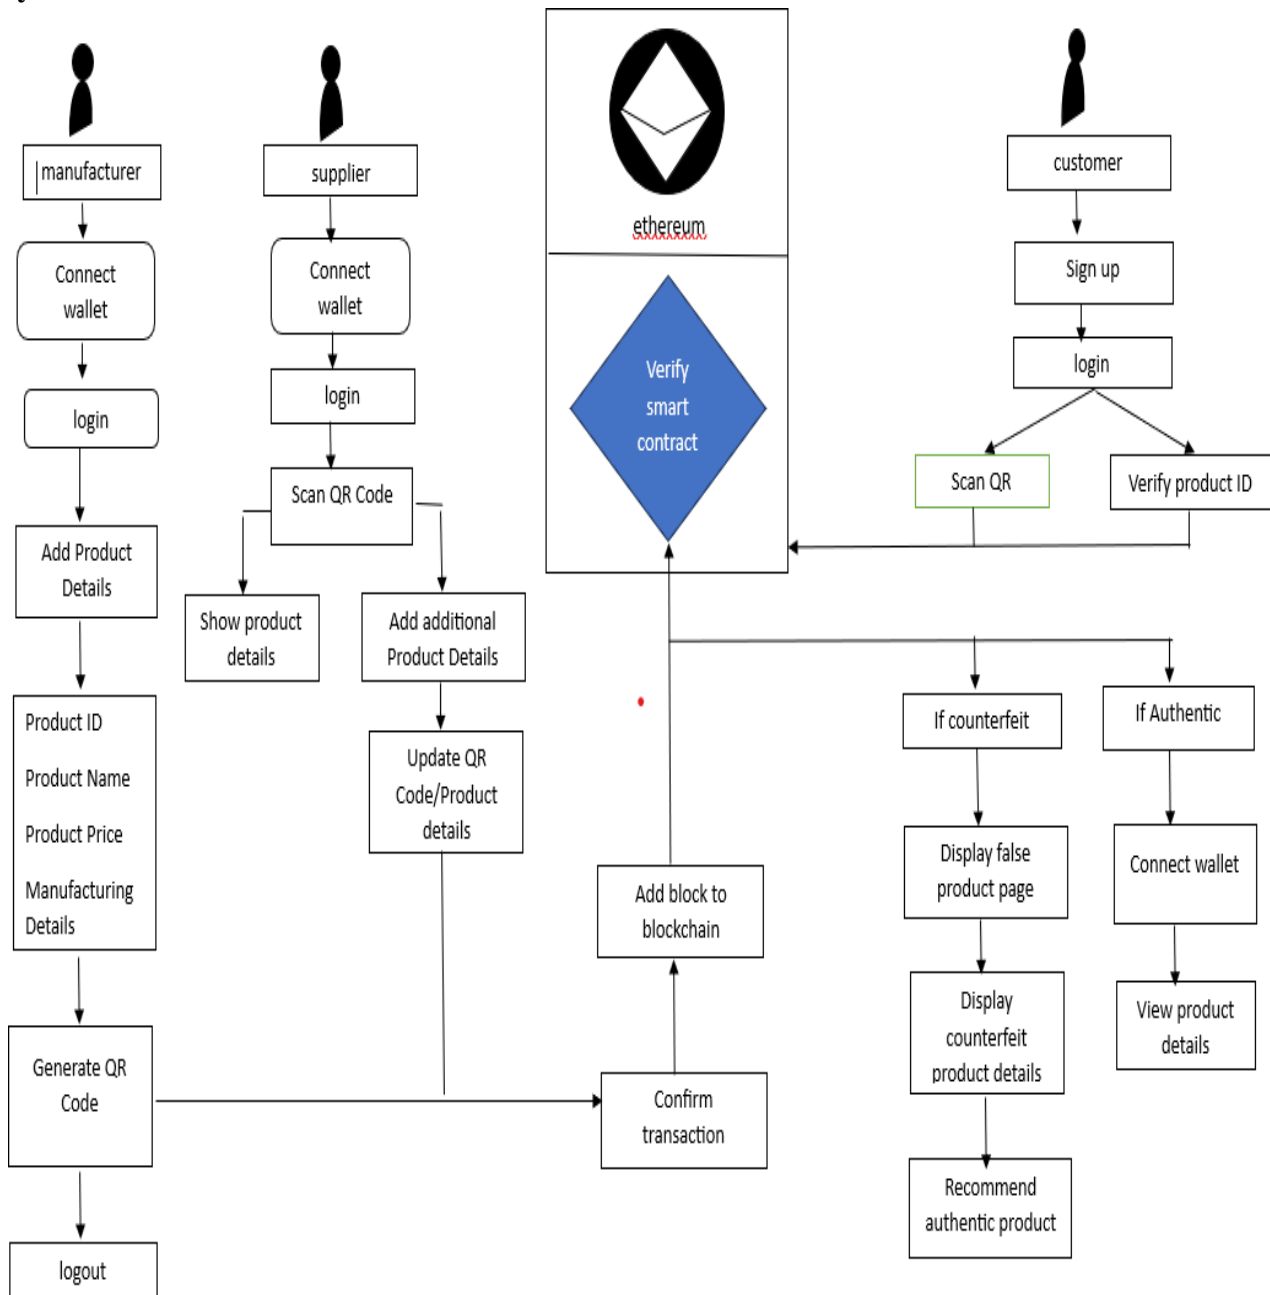 manufacturer
Connect
wallet
login
Add Product
Details
Product ID
Product Name
Product Price
Manufacturing
Details
Generate QR
Code
logout
supplier
Connect
wallet
login
Scan QR Code
Show product
details
Add additional
Product Details
Update QR
Code/Product
details
ethereum
Verify
smart
contract
Add block to
blockchain
Confirm
transaction
customer
Sign up
login
Scan QR
Verify product ID
If counterfeit
Display false
product page
Display
counterfeit
product details
Recommend
authentic product
If Authentic
Connect wallet
View product
details